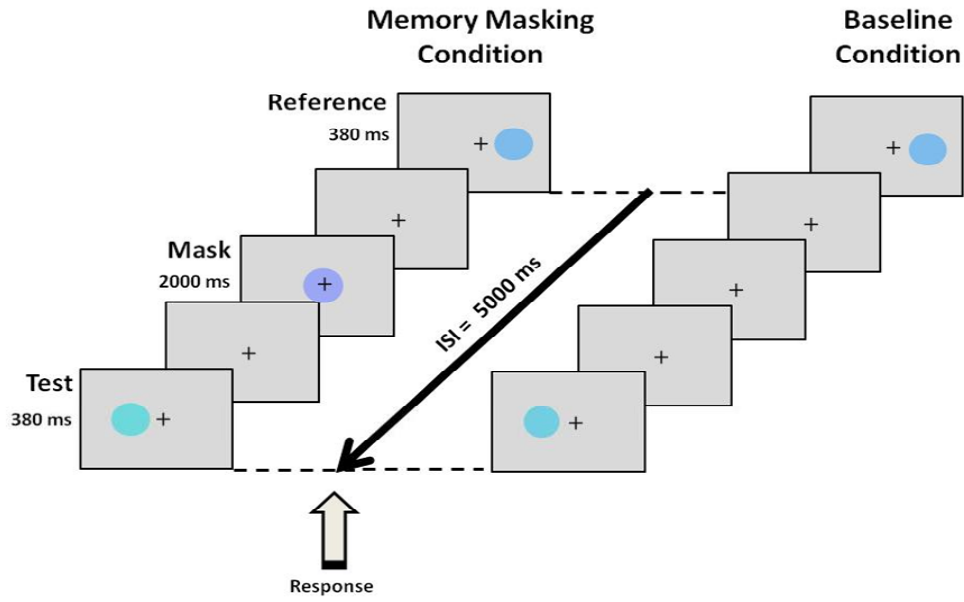 Memory Masking
Condition
Baseline
Condition
Reference
380 ms
Mask
2000 ms
ISI = 5000 ms
Test
380 ms
Response